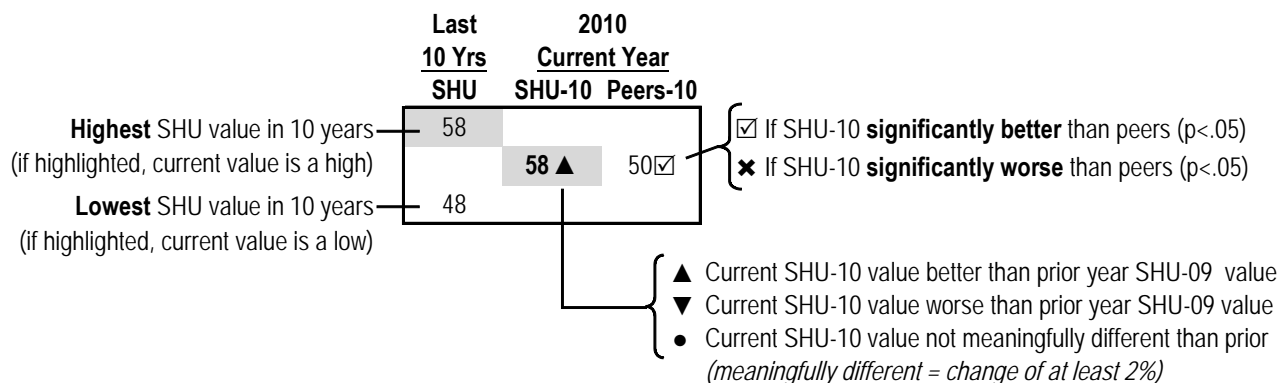 Last 2010
10 Yrs Current Year
SHU SHU-10 Peers-10
Highest SHU value in 10 years 58 ☑ If SHU-10 significantly better than peers (p<.05)
(if highlighted, current value is a high) 58 ▲ 50☑ ✖ If SHU-10 significantly worse than peers (p<.05)
Lowest SHU value in 10 years 48
(if highlighted, current value is a low)
▲ Current SHU-10 value better than prior year SHU-09 value
▼ Current SHU-10 value worse than prior year SHU-09 value
● Current SHU-10 value not meaningfully different than prior
(meaningfully different = change of at least 2%)